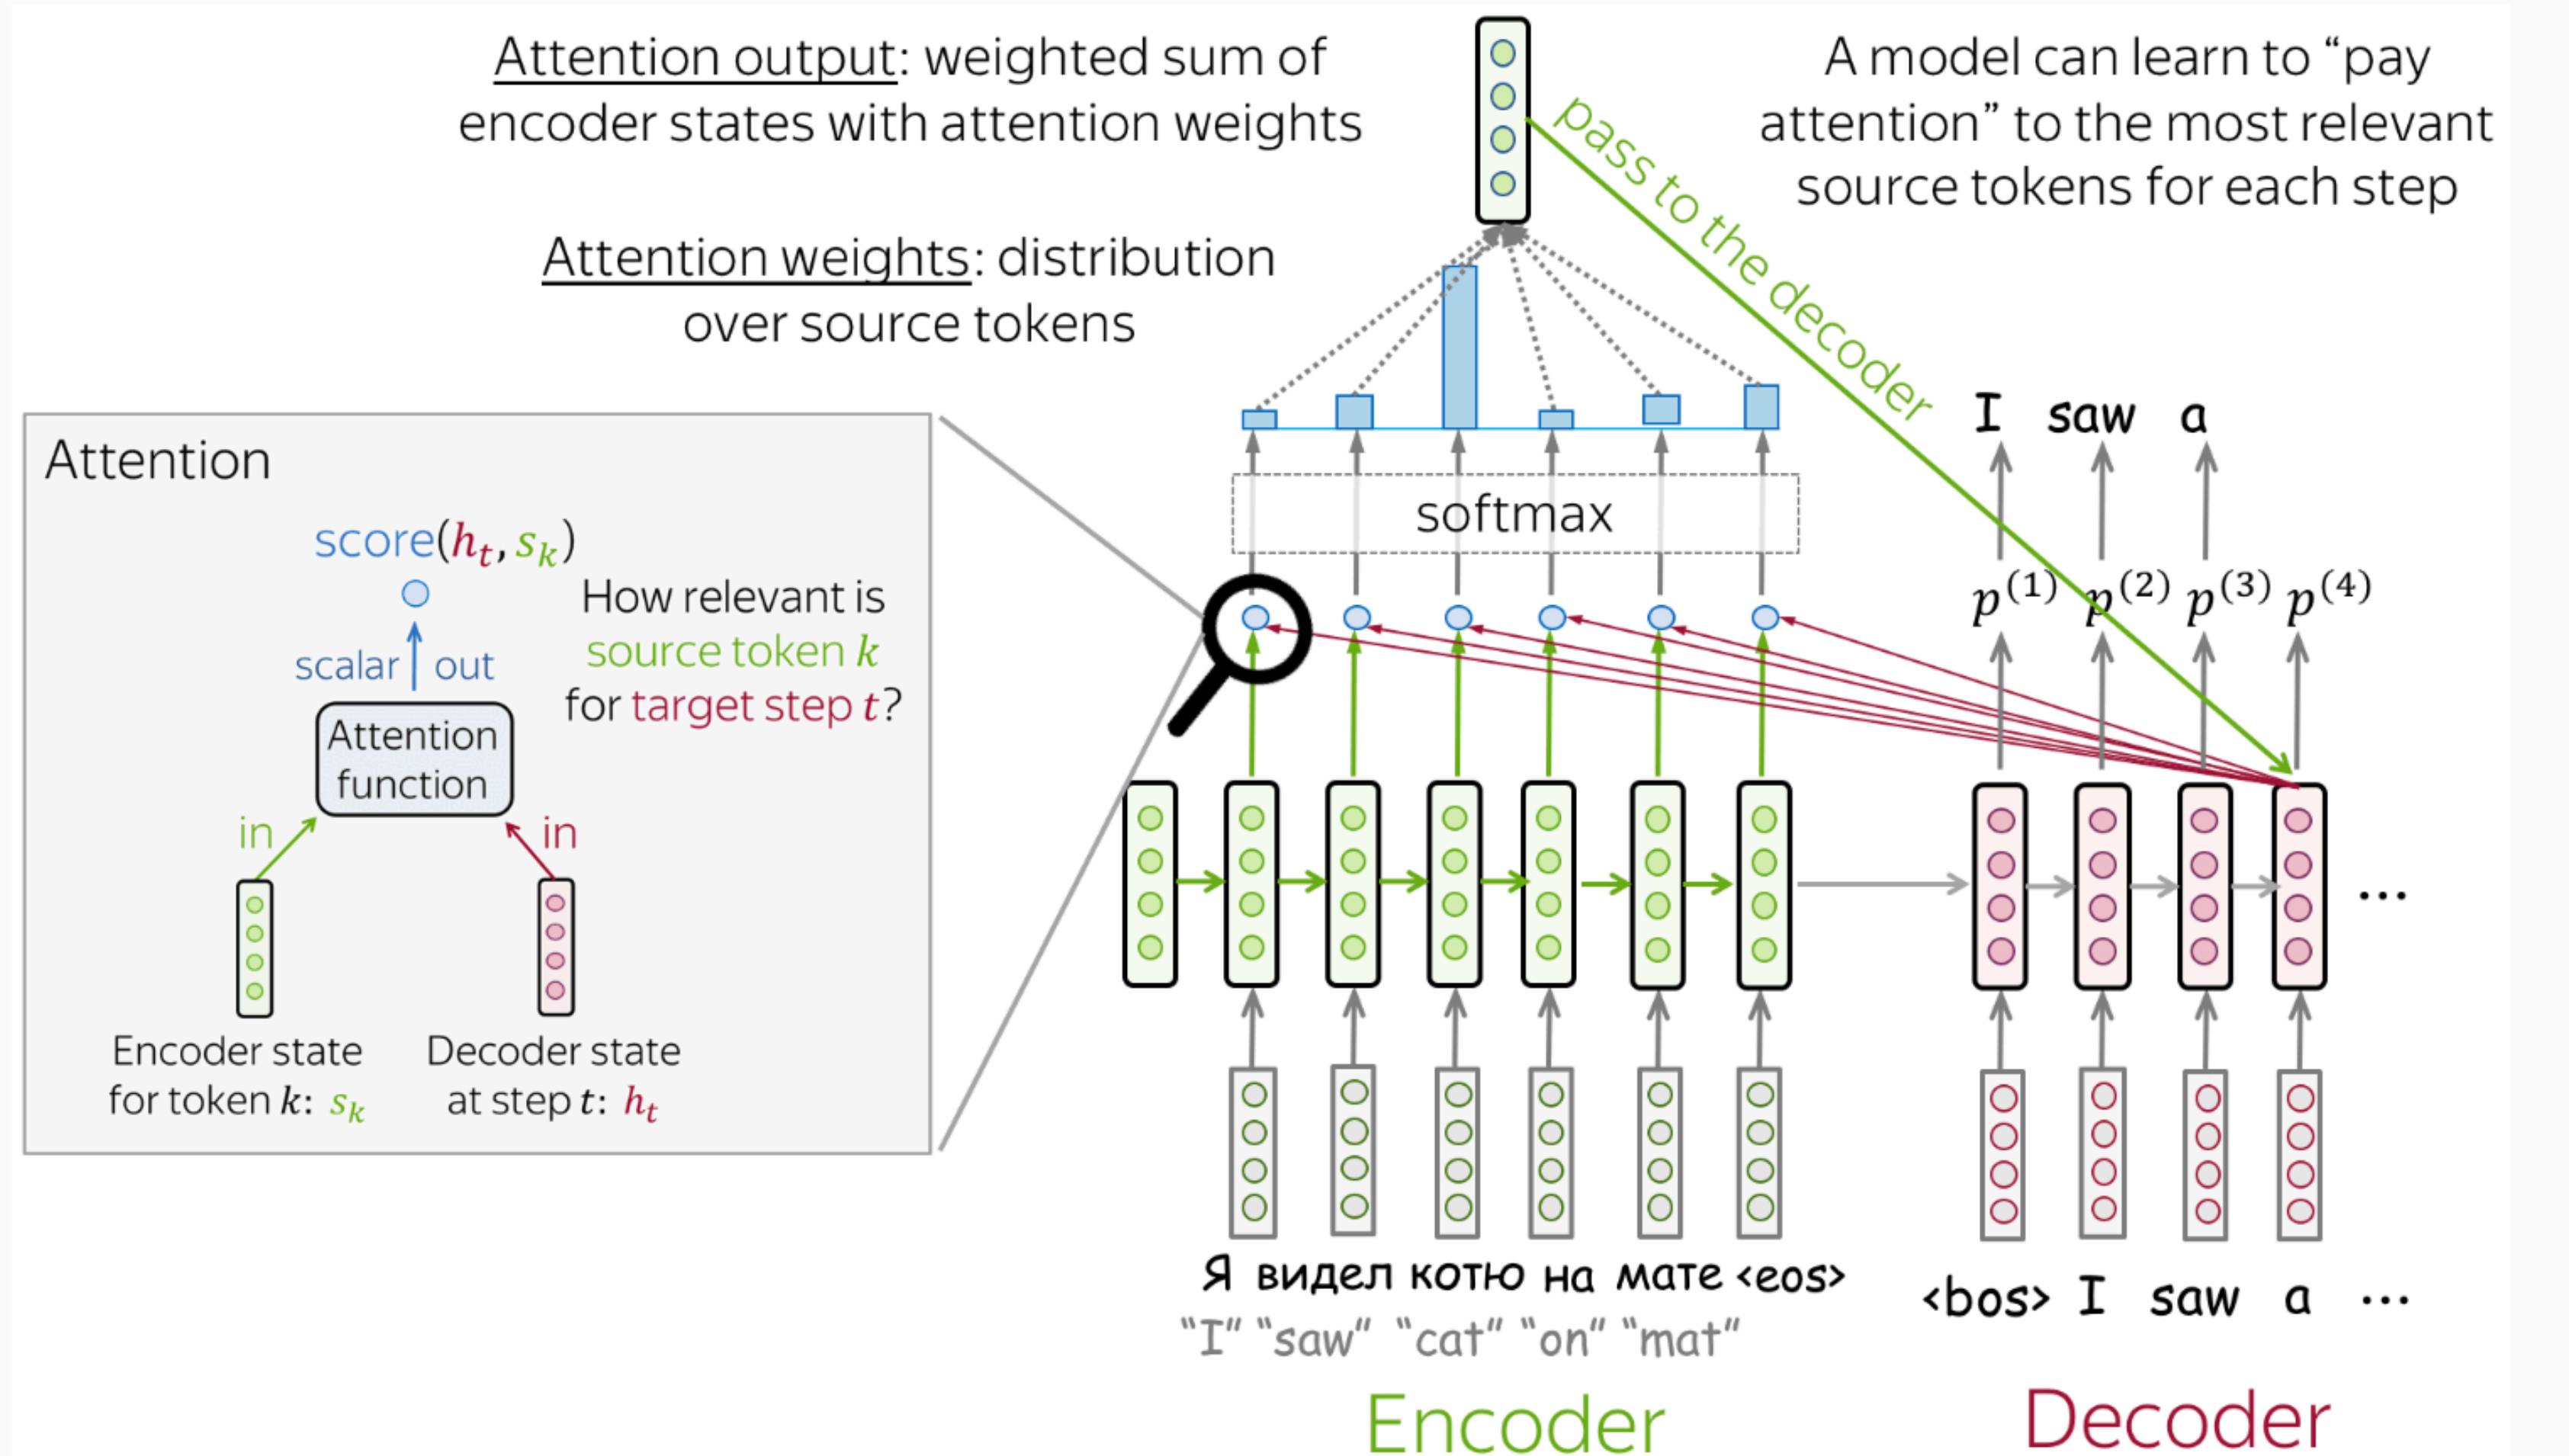 Attention output: weighted sum of
encoder states with attention weights
A model can learn to “pay
attention” to the most relevant
source tokens for each step
pass to the decoder
Attention weights: distribution
over source tokens
Attention
score(hₜ, sₖ)
How relevant is
source token k
for target step t?
scalar out
Attention
function
in in
Encoder state
for token k: sₖ
Decoder state
at step t: hₜ
softmax
I saw a
p⁽¹⁾ p⁽²⁾ p⁽³⁾ p⁽⁴⁾
...
Я видел котю на мате <eos>
“I” “saw” “cat” “on” “mat”
<bos> I saw a ...
Encoder
Decoder